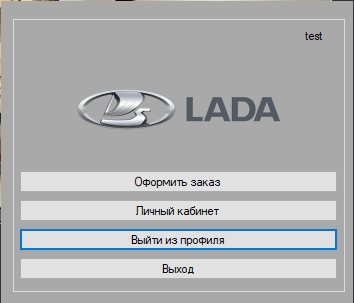 test
LADA
Оформить заказ
Личный кабинет
Выйти из профиля
Выход